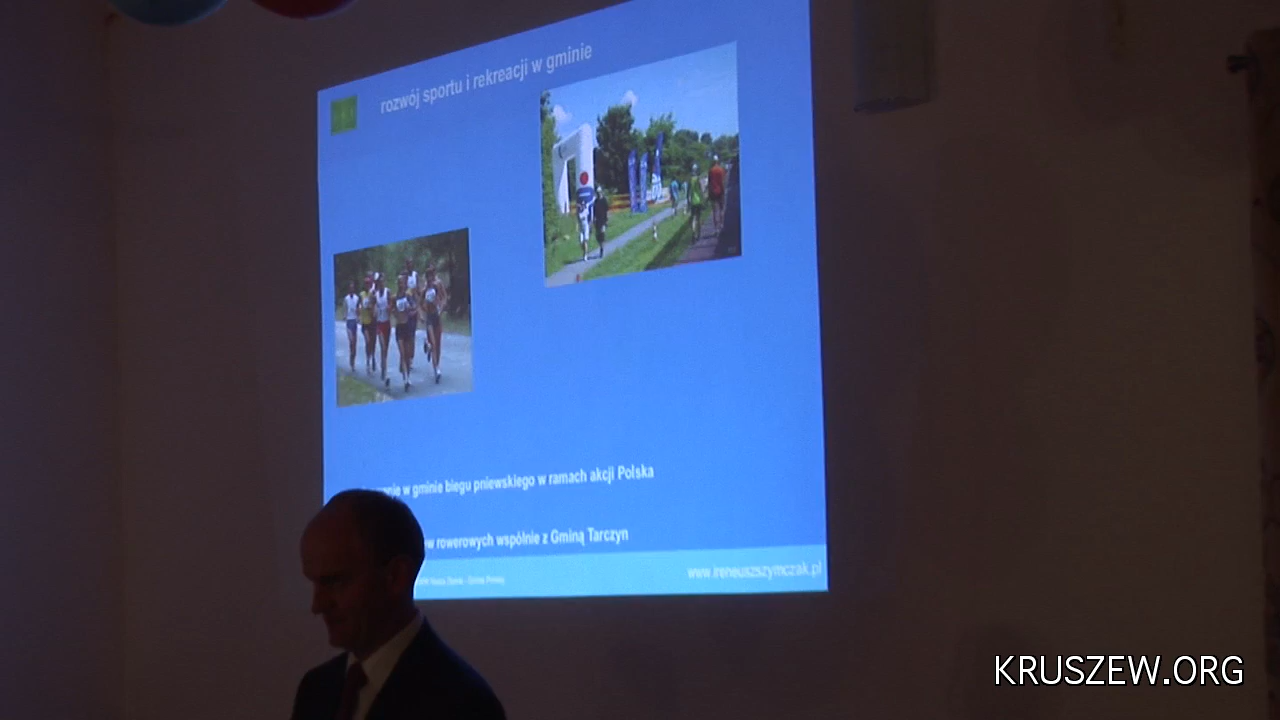 rozwój sportu i rekreacji w gminie
w gminie biegu pniewskiego w ramach akcji Polska
rowerowych wspólnie z Gminą Tarczyn
www.ireneuszszymczak.pl
KRUSZEW.ORG